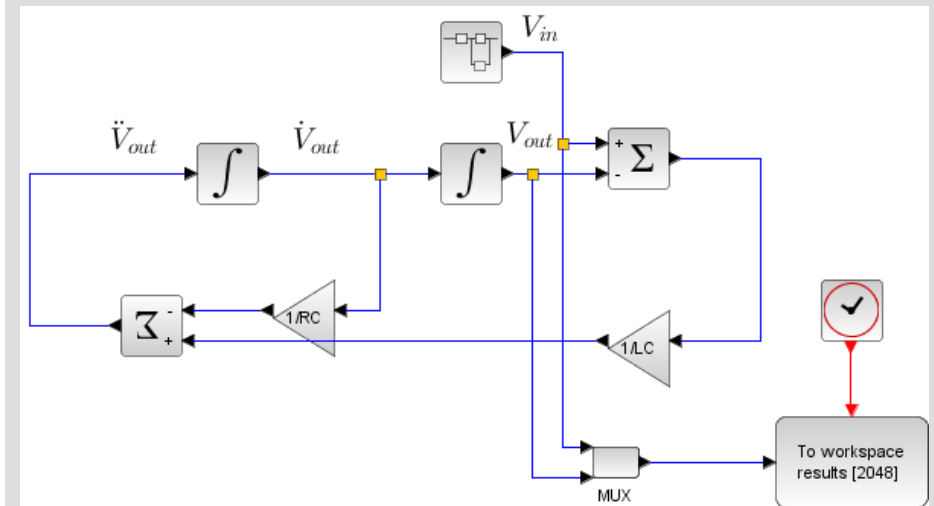 V_in
V̈_out
V̇_out
V_out
+
-
Σ
∫
∫
-
+
Σ
1/RC
1/LC
To workspace
results [2048]
MUX